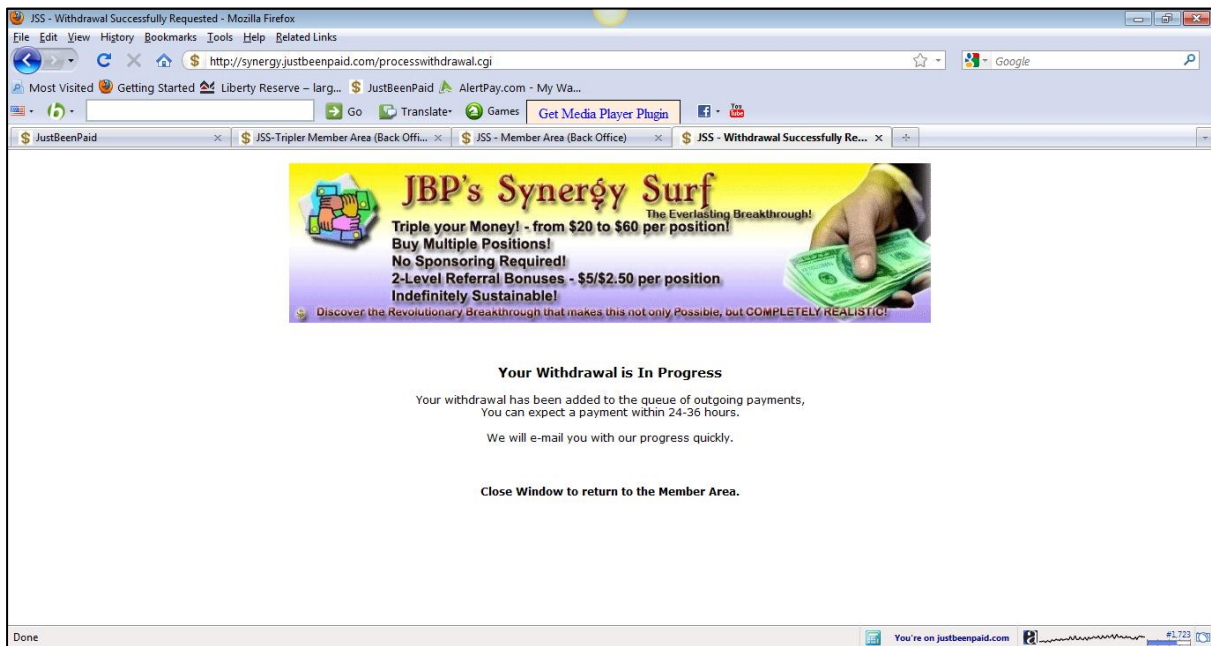 JSS - Withdrawal Successfully Requested - Mozilla Firefox
File Edit View History Bookmarks Tools Help Related Links
http://synergy.justbeenpaid.com/processwithdrawal.cgi Google
Most Visited Getting Started Liberty Reserve – larg... JustBeenPaid AlertPay.com - My Wa...
Go Translate Games Get Media Player Plugin You Tube
JustBeenPaid JSS-Tripler Member Area (Back Offi... JSS - Member Area (Back Office) JSS - Withdrawal Successfully Re...
JBP's Synergy Surf
The Everlasting Breakthrough!
Triple your Money! - from $20 to $60 per position!
Buy Multiple Positions!
No Sponsoring Required!
2-Level Referral Bonuses - $5/$2.50 per position
Indefinitely Sustainable!
Discover the Revolutionary Breakthrough that makes this not only Possible, but COMPLETELY REALISTIC!
Your Withdrawal is In Progress
Your withdrawal has been added to the queue of outgoing payments,
You can expect a payment within 24-36 hours.
We will e-mail you with our progress quickly.
Close Window to return to the Member Area.
Done You're on justbeenpaid.com #1,723